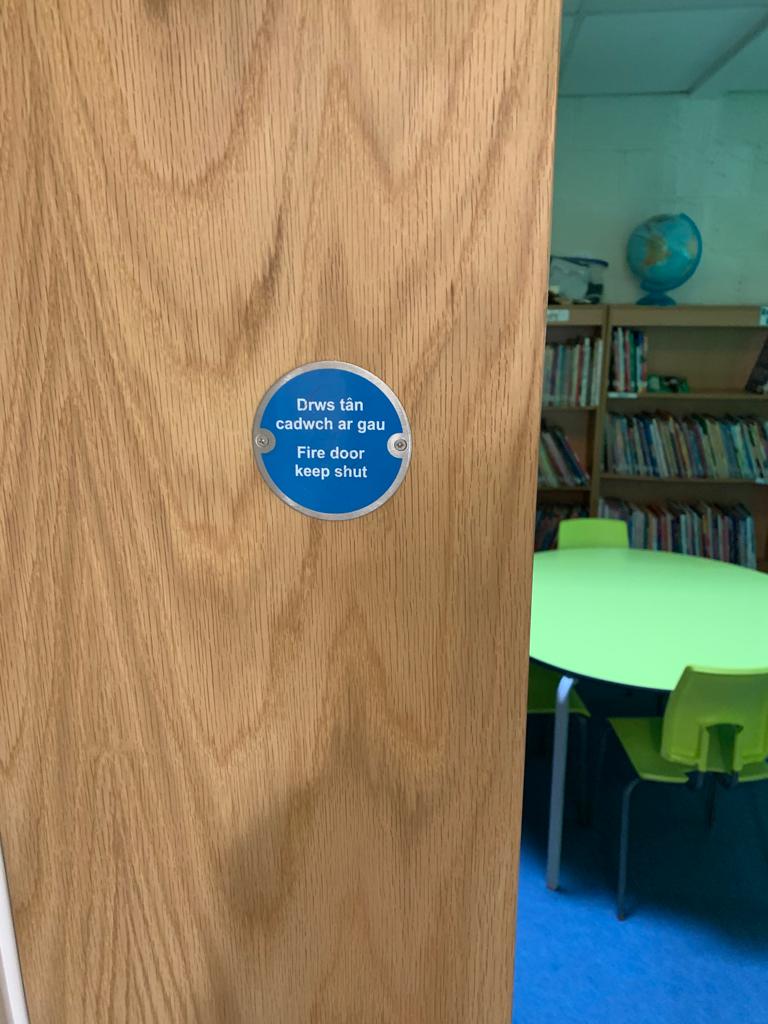 Drws tân
cadwch ar gau
Fire door
keep shut